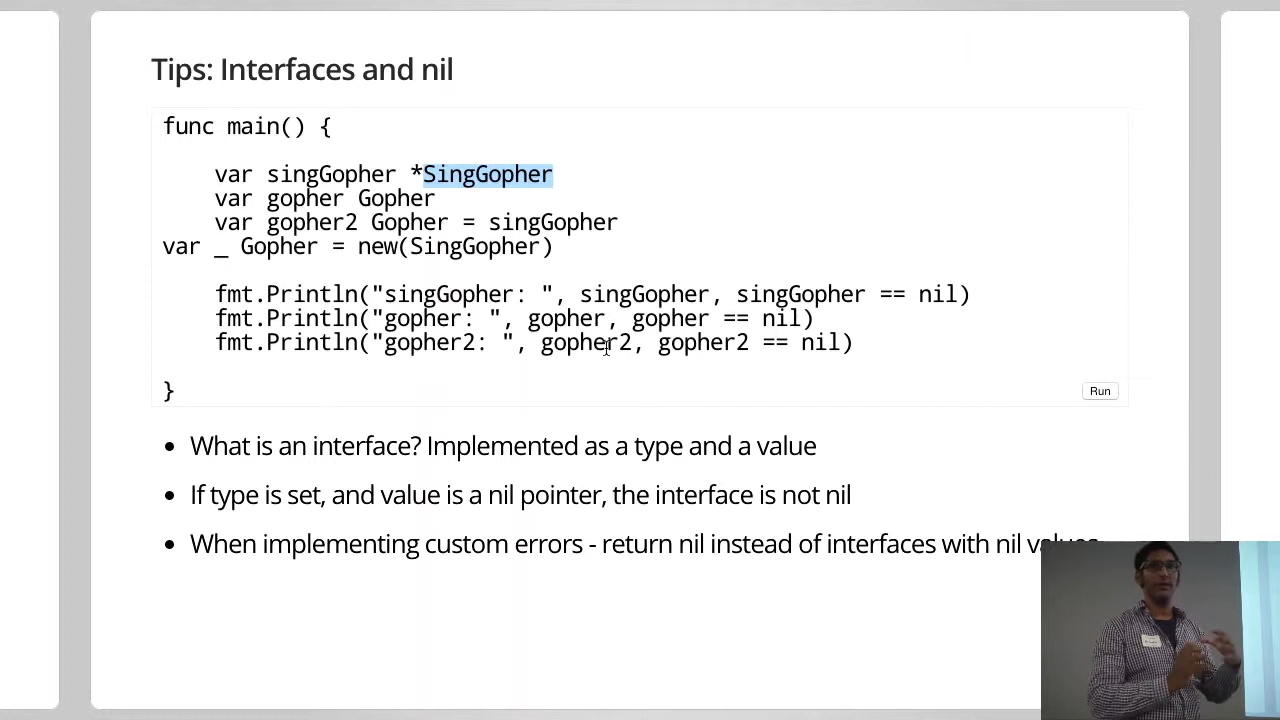 Tips: Interfaces and nil
func main() {
var singGopher *SingGopher
var gopher Gopher
var gopher2 Gopher = singGopher
var _ Gopher = new(SingGopher)
fmt.Println("singGopher: ", singGopher, singGopher == nil)
fmt.Println("gopher: ", gopher, gopher == nil)
fmt.Println("gopher2: ", gopher2, gopher2 == nil)
}
Run
• What is an interface? Implemented as a type and a value
• If type is set, and value is a nil pointer, the interface is not nil
• When implementing custom errors - return nil instead of interfaces with nil values